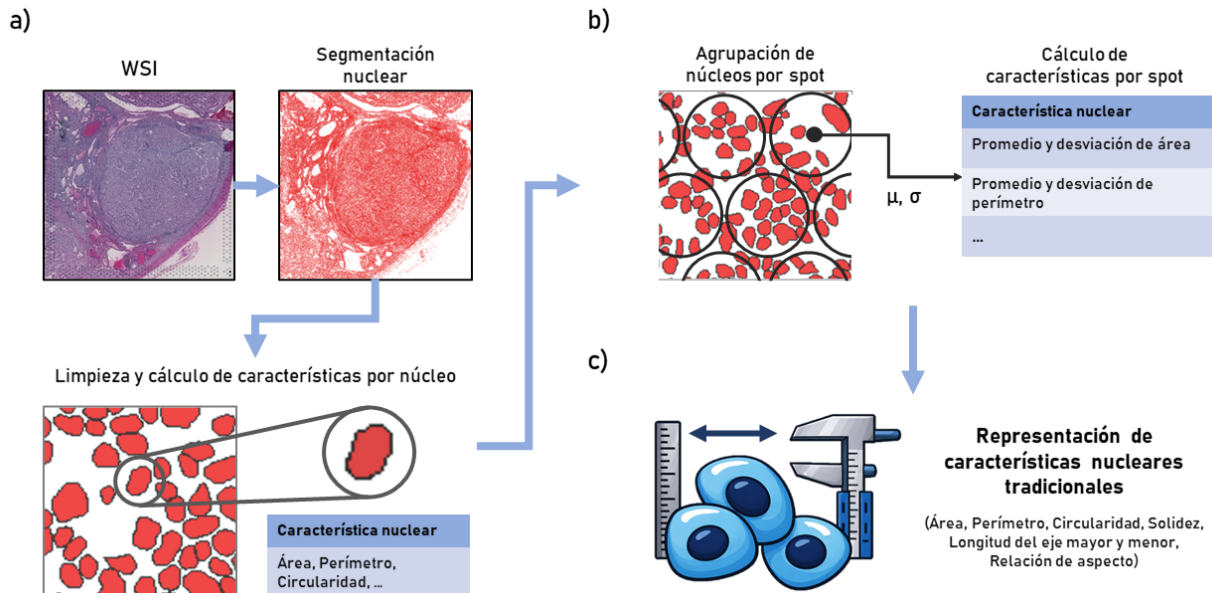 a)
WSI
Segmentación
nuclear
Limpieza y cálculo de características por núcleo
Característica nuclear
Área, Perímetro,
Circularidad, ...
b)
Agrupación de
núcleos por spot
μ, σ
Cálculo de
características por spot
Característica nuclear
Promedio y desviación de área
Promedio y desviación de
perímetro
...
c)
Representación de
características nucleares
tradicionales
(Área, Perímetro, Circularidad, Solidez,
Longitud del eje mayor y menor,
Relación de aspecto)